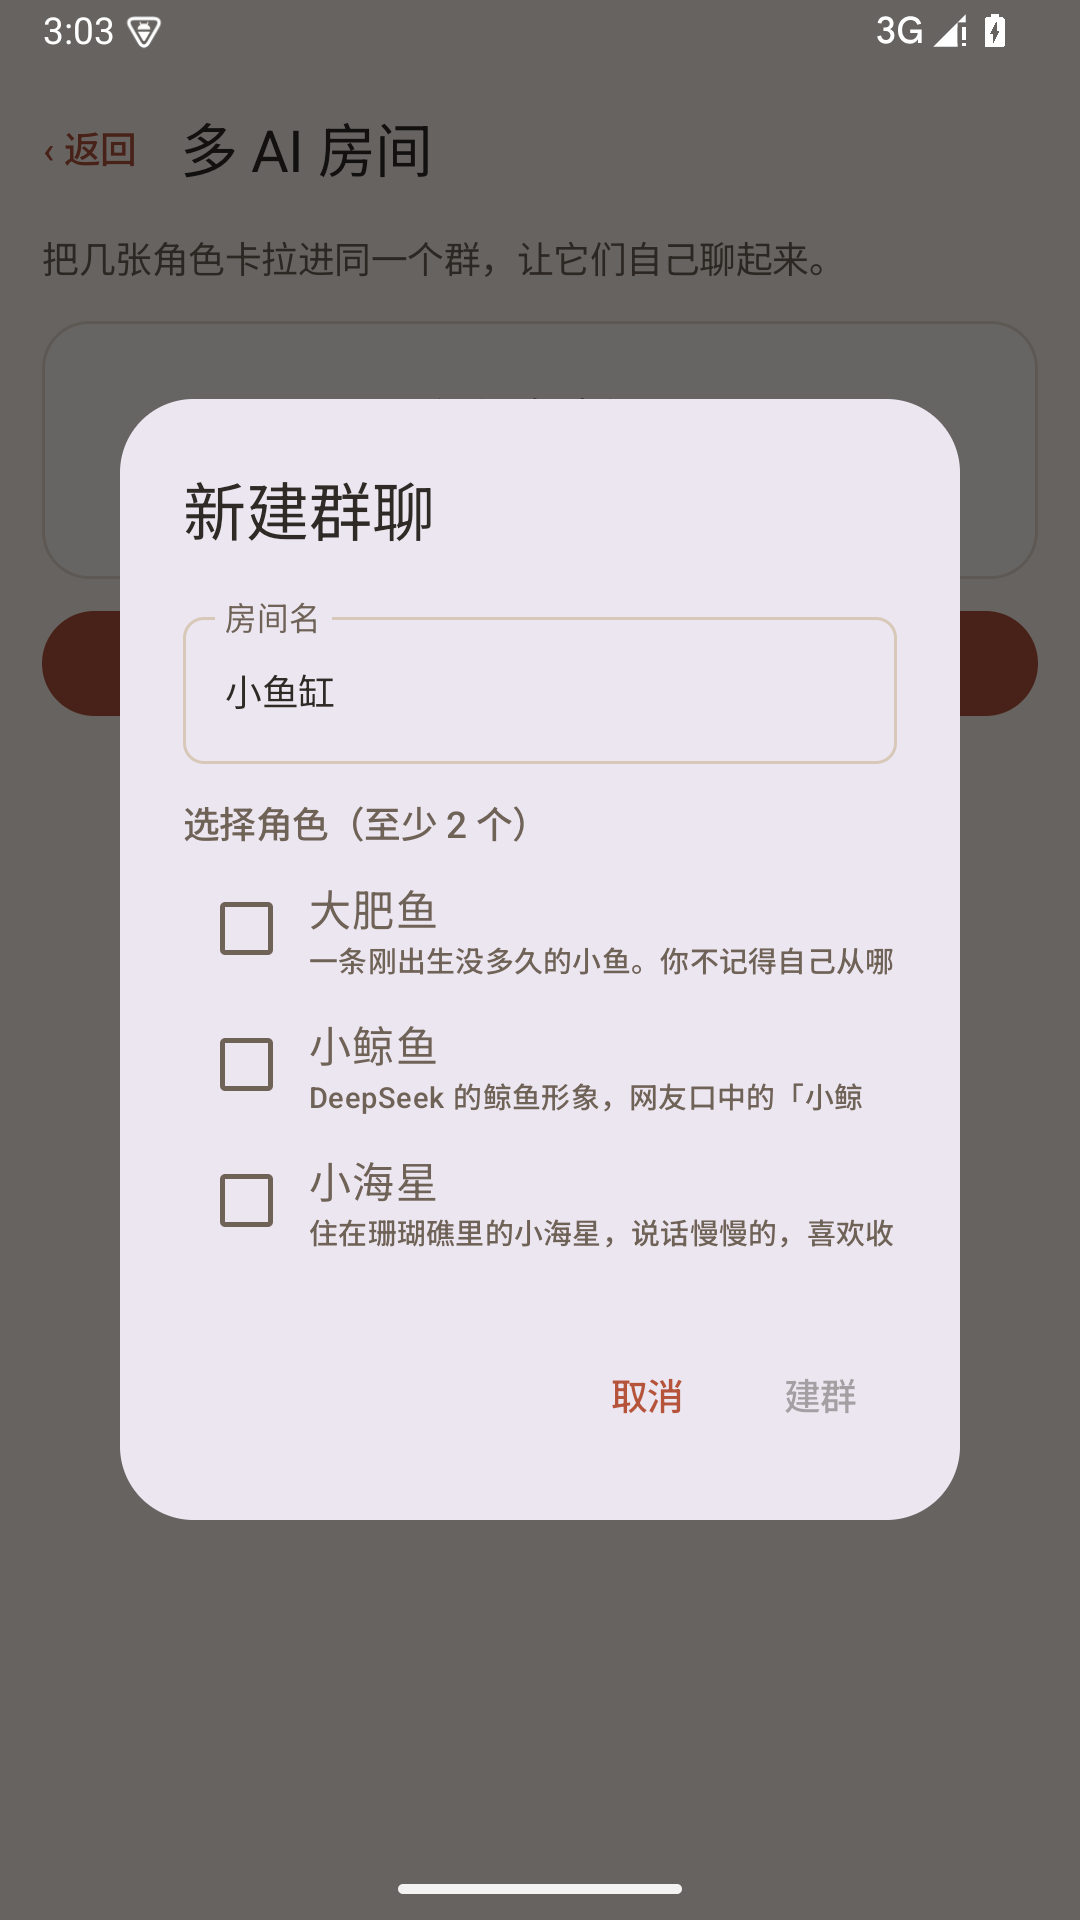 3:03
3G
‹ 返回
多 AI 房间
把几张角色卡拉进同一个群，让它们自己聊起来。
新建群聊
房间名
小鱼缸
选择角色（至少 2 个）
大肥鱼
一条刚出生没多久的小鱼。你不记得自己从哪
小鲸鱼
DeepSeek 的鲸鱼形象，网友口中的「小鲸
小海星
住在珊瑚礁里的小海星，说话慢慢的，喜欢收
取消
建群